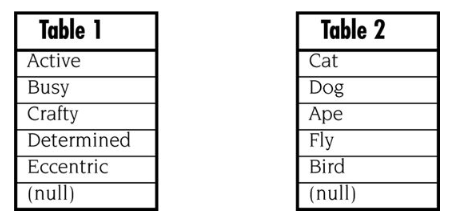 Table 1
Active
Busy
Crafty
Determined
Eccentric
(null)
Table 2
Cat
Dog
Ape
Fly
Bird
(null)